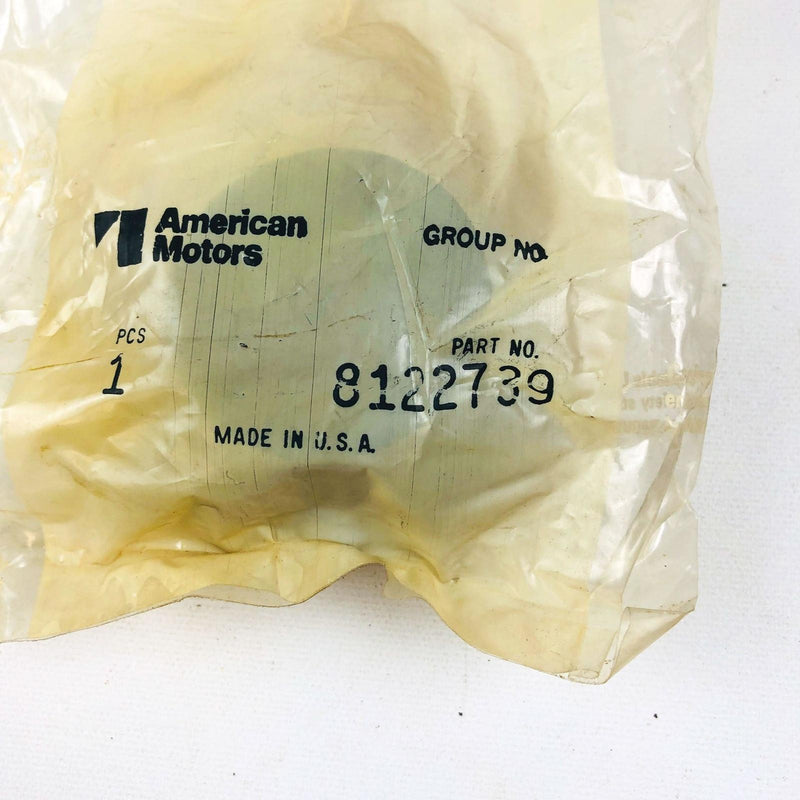 American
Motors
GROUP NO.
PCS
1
PART NO.
8122739
MADE IN U.S.A.